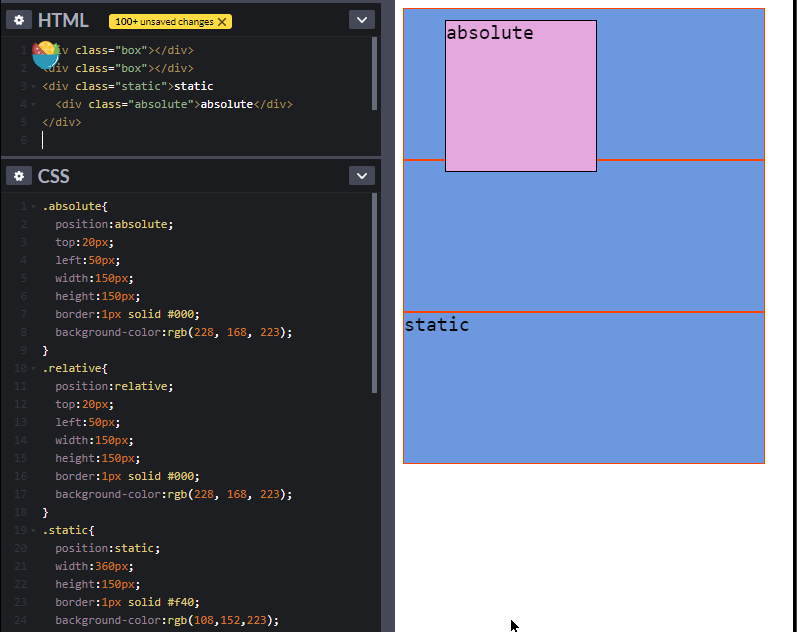 HTML
100+ unsaved changes X
1 <div class="box"></div>
2 <div class="box"></div>
3 <div class="static">static
4 <div class="absolute">absolute</div>
5 </div>
6
CSS
1 .absolute{
2 position:absolute;
3 top:20px;
4 left:50px;
5 width:150px;
6 height:150px;
7 border:1px solid #000;
8 background-color:rgb(228, 168, 223);
9 }
10 .relative{
11 position:relative;
12 top:20px;
13 left:50px;
14 width:150px;
15 height:150px;
16 border:1px solid #000;
17 background-color:rgb(228, 168, 223);
18 }
19 .static{
20 position:static;
21 width:360px;
22 height:150px;
23 border:1px solid #f40;
24 background-color:rgb(108,152,223);
absolute
static